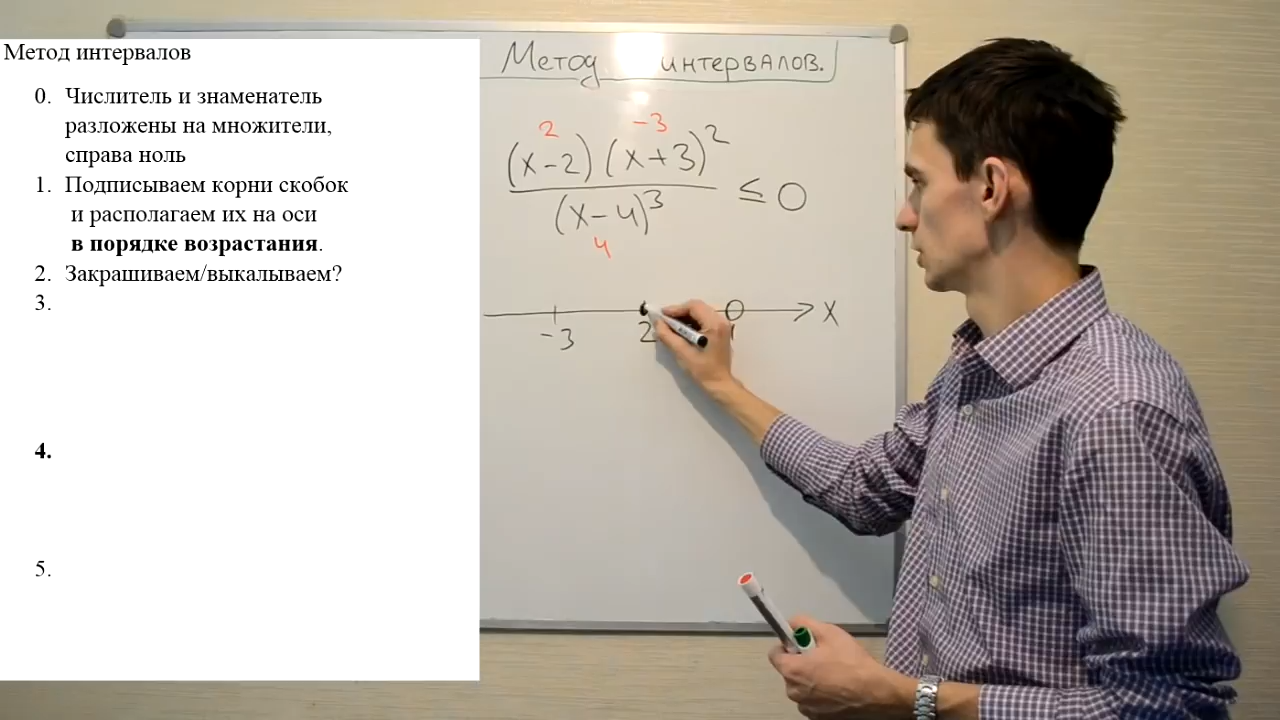 Метод интервалов
0. Числитель и знаменатель
разложены на множители,
справа ноль
1. Подписываем корни скобок
и располагаем их на оси
в порядке возрастания.
2. Закрашиваем/выкалываем?
3.
4.
5.
Метод интервалов.
2 -3
(x-2)(x+3)²
(x-4)³
≤ 0
4
-3 2 x